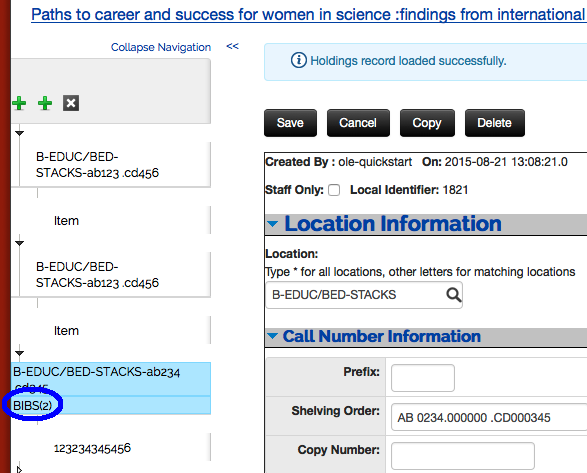 Paths to career and success for women in science :findings from international
Collapse Navigation <<
B-EDUC/BED-
STACKS-ab123 .cd456
Item
B-EDUC/BED-
STACKS-ab123 .cd456
Item
B-EDUC/BED-STACKS-ab234
.cd345
BIBS(2)
123234345456
Holdings record loaded successfully.
Save Cancel Copy Delete
Created By : ole-quickstart On: 2015-08-21 13:08:21.0
Staff Only: Local Identifier: 1821
Location Information
Location:
Type * for all locations, other letters for matching locations
B-EDUC/BED-STACKS
Call Number Information
Prefix:
Shelving Order: AB 0234.000000 .CD000345
Copy Number: